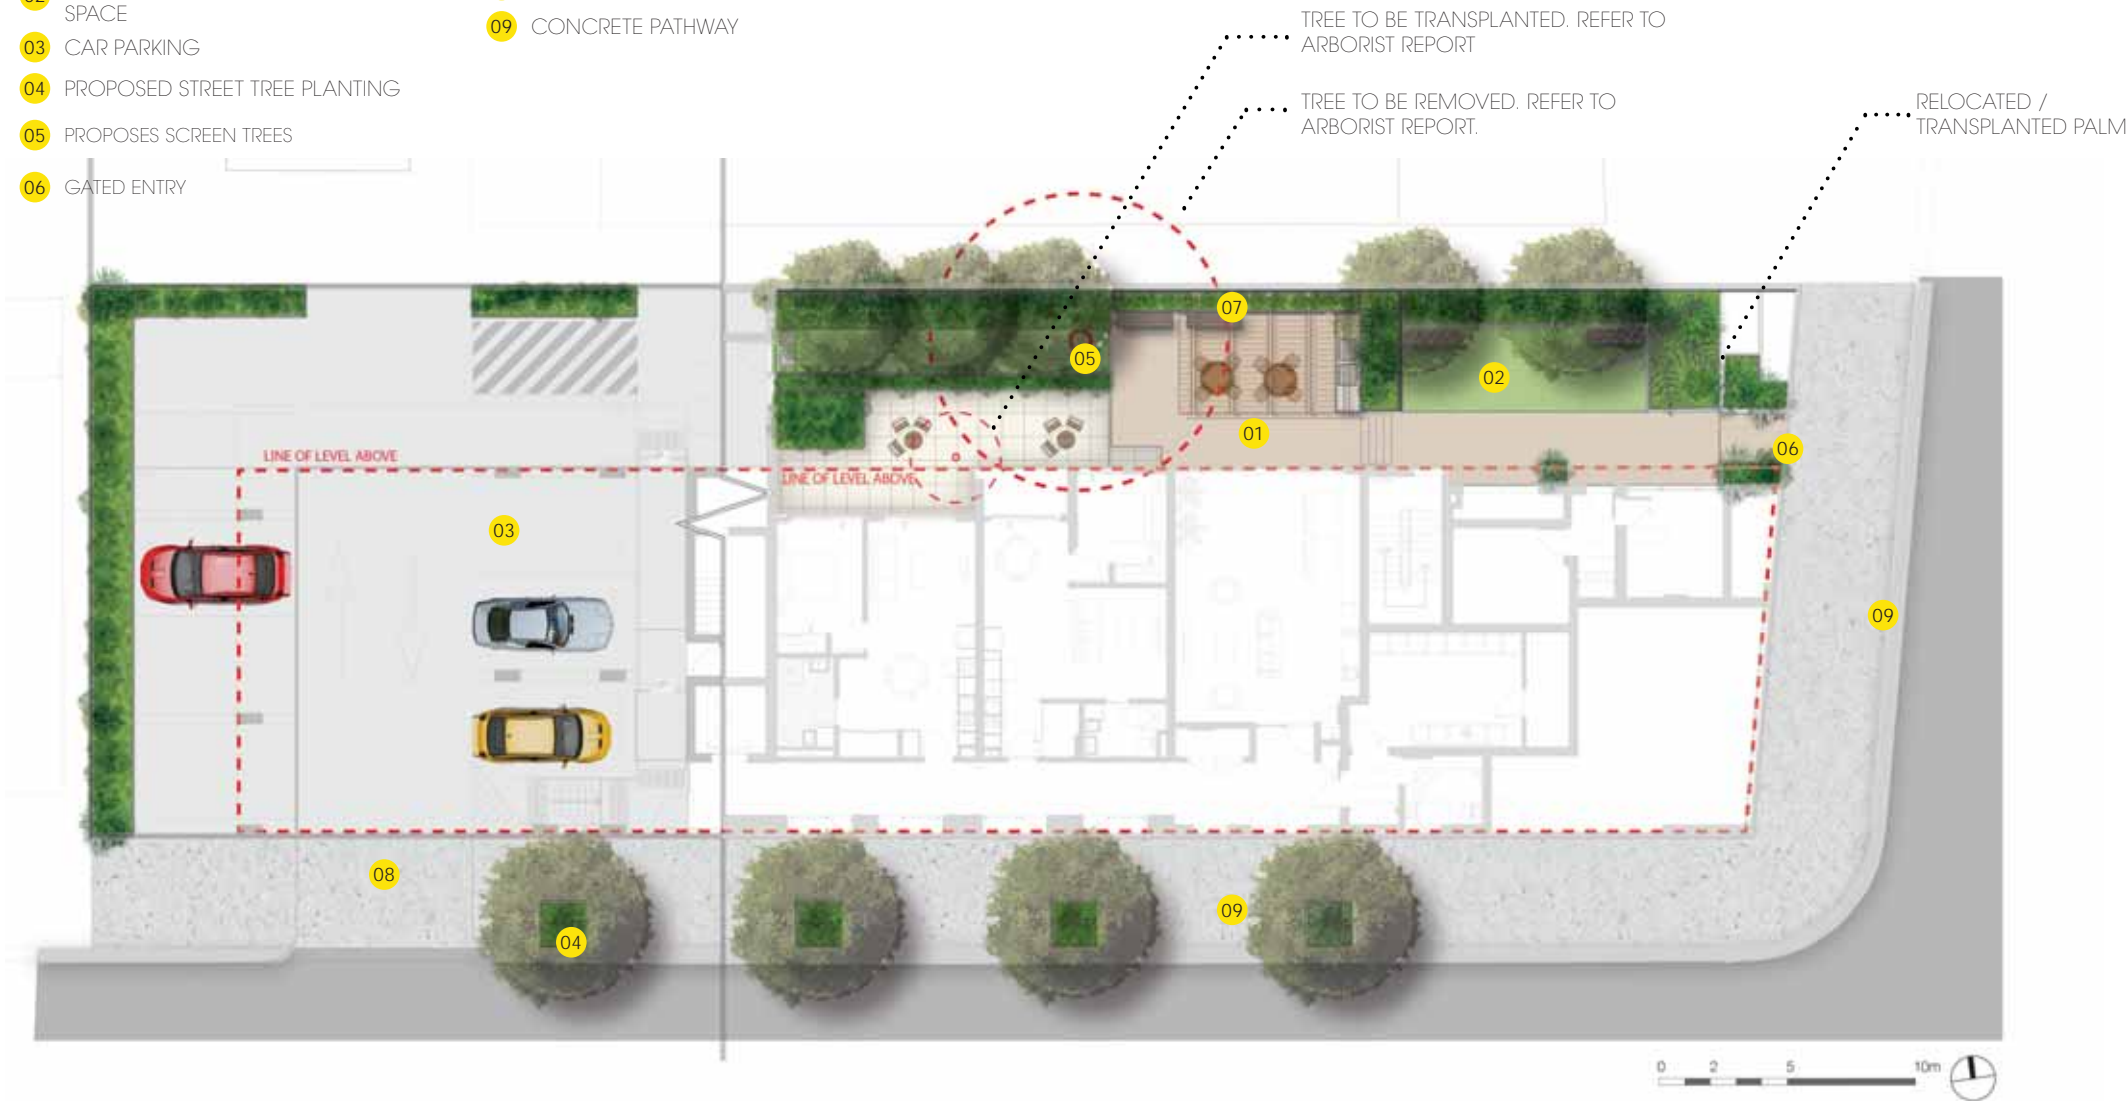 SPACE
03 CAR PARKING
04 PROPOSED STREET TREE PLANTING
05 PROPOSES SCREEN TREES
06 GATED ENTRY
09 CONCRETE PATHWAY
TREE TO BE TRANSPLANTED. REFER TO
ARBORIST REPORT
TREE TO BE REMOVED. REFER TO
ARBORIST REPORT.
RELOCATED /
TRANSPLANTED PALM
07
05
02
01
06
LINE OF LEVEL ABOVE
LINE OF LEVEL ABOVE
03
09
08
09
04
0 2 5 10m